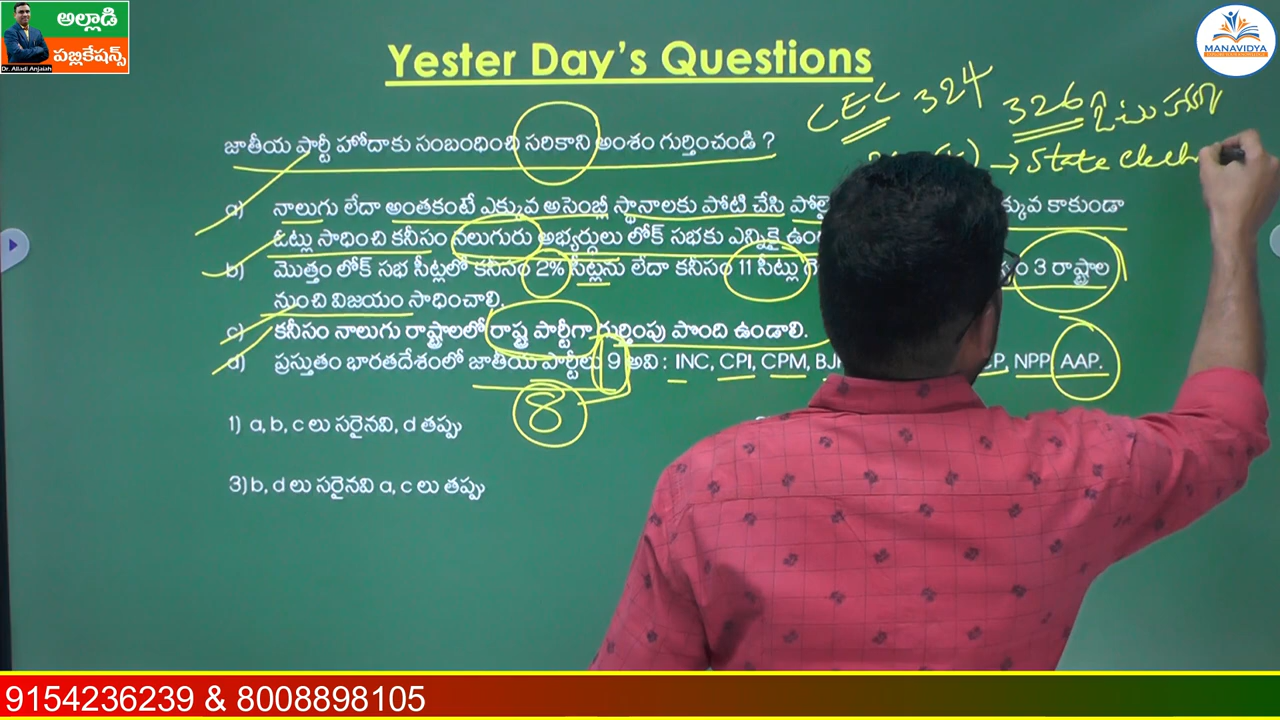 అల్లాడి
పబ్లికేషన్స్
Dr. Alladi Anjaiah
MANAVIDYA
Yester Day's Questions
CEC 324 326 ఓటు హక్కు
(K) → State elect
జాతీయ పార్టీ హోదాకు సంబంధించి సరికాని అంశం గుర్తించండి ?
a) నాలుగు లేదా అంతకంటే ఎక్కువ అసెంబ్లీ స్థానాలకు పోటీ చేసి కాకుండా
ఓట్లు సాధించి కనీసం నలుగురు అభ్యర్ధులు లోక్ సభకు ఎన్నికై
b) మొత్తం లోక్ సభ సీట్లలో కనీసం 2% సీట్లను లేదా కనీసం 11 సీట్లు 3 రాష్ట్రాల
నుంచి విజయం సాధించాలి.
c) కనీసం నాలుగు రాష్ట్రాలలో రాష్ట్ర పార్టీగా గుర్తింపు పొంది ఉండాలి.
d) ప్రస్తుతం భారతదేశంలో జాతీయ పార్టీలు 9 అవి : INC, CPI, CPM, NPP AAP.
8
1) a, b, c లు సరైనవి, d తప్పు
3) b, d లు సరైనవి a, c లు తప్పు
9154236239 & 8008898105